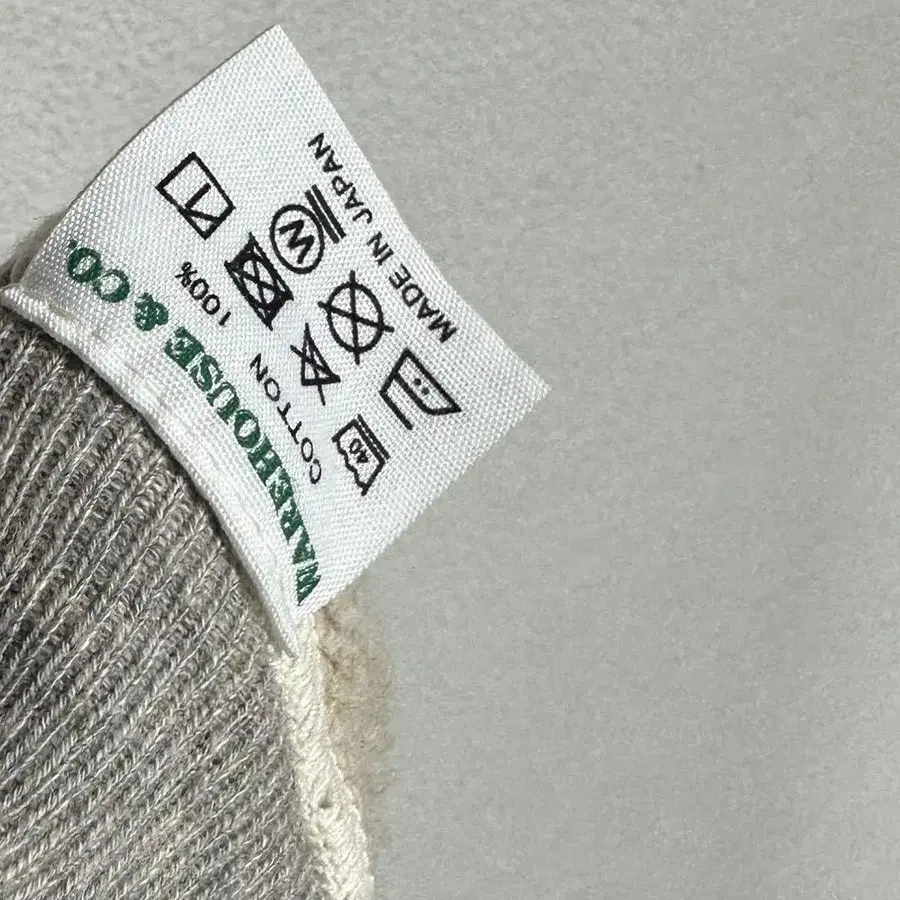 WAREHOUSE & CO.
COTTON 100%
40
W
MADE IN JAPAN